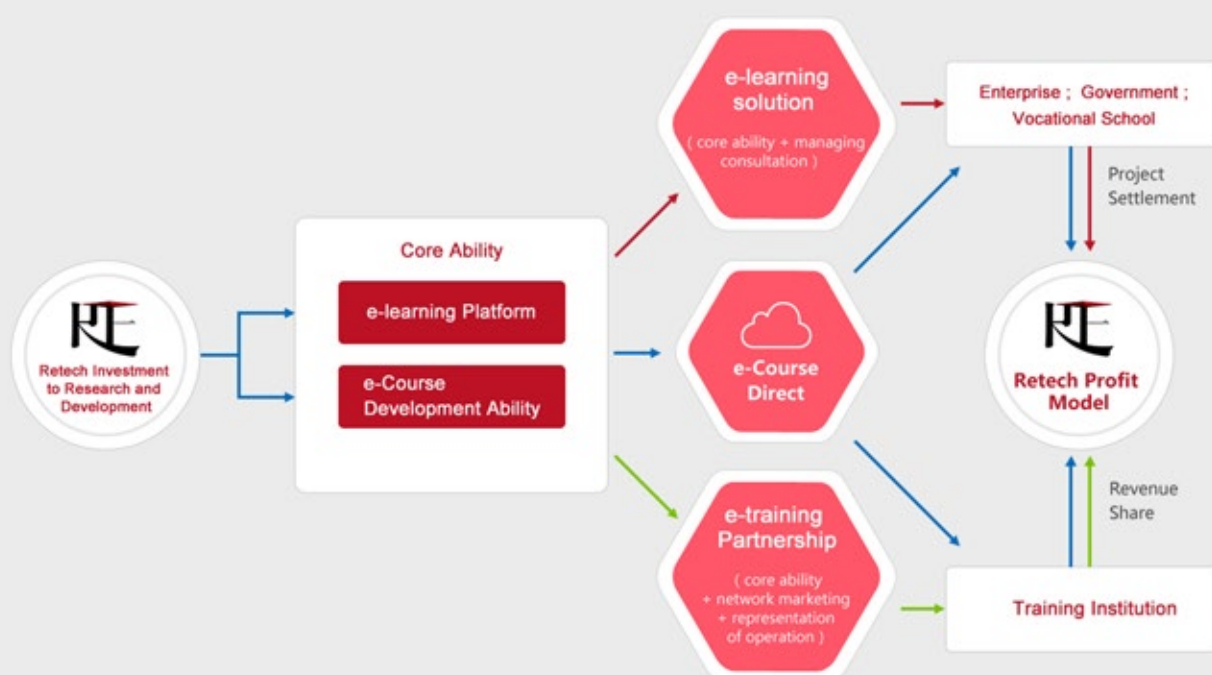 Retech Investment
to Research and
Development
Core Ability
e-learning Platform
e-Course
Development Ability
e-learning
solution
( core ability + managing
consultation )
e-Course
Direct
e-training
Partnership
( core ability
+ network marketing
+ representation
of operation )
Enterprise ; Government ;
Vocational School
Project
Settlement
Retech Profit
Model
Revenue
Share
Training Institution